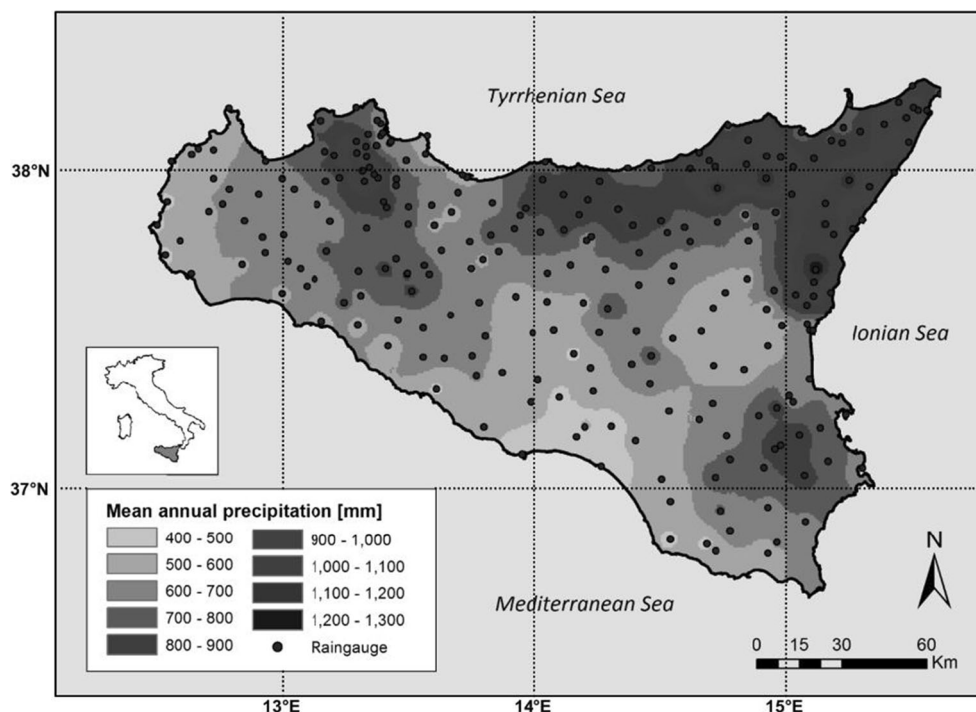 Tyrrhenian Sea
38°N
Ionian Sea
37°N
Mean annual precipitation [mm]
400 - 500
500 - 600
600 - 700
700 - 800
800 - 900
900 - 1,000
1,000 - 1,100
1,100 - 1,200
1,200 - 1,300
Raingauge
Mediterranean Sea
N
0 15 30 60
Km
13°E 14°E 15°E